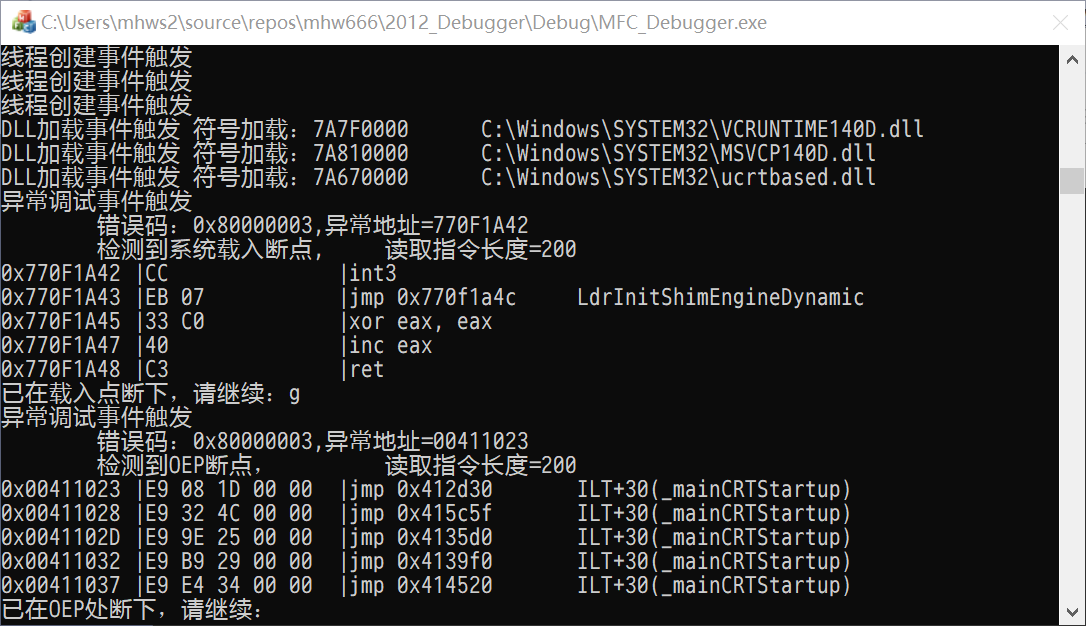 C:\Users\mhws2\source\repos\mhw666\2012_Debugger\Debug\MFC_Debugger.exe
线程创建事件触发
线程创建事件触发
线程创建事件触发
DLL加载事件触发 符号加载：7A7F0000      C:\Windows\SYSTEM32\VCRUNTIME140D.dll
DLL加载事件触发 符号加载：7A810000      C:\Windows\SYSTEM32\MSVCP140D.dll
DLL加载事件触发 符号加载：7A670000      C:\Windows\SYSTEM32\ucrtbased.dll
异常调试事件触发
        错误码：0x80000003,异常地址=770F1A42
        检测到系统载入断点,     读取指令长度=200
0x770F1A42 |CC              |int3
0x770F1A43 |EB 07           |jmp 0x770f1a4c     LdrInitShimEngineDynamic
0x770F1A45 |33 C0           |xor eax, eax
0x770F1A47 |40              |inc eax
0x770F1A48 |C3              |ret
已在载入点断下，请继续：g
异常调试事件触发
        错误码：0x80000003,异常地址=00411023
        检测到OEP断点,          读取指令长度=200
0x00411023 |E9 08 1D 00 00  |jmp 0x412d30       ILT+30(_mainCRTStartup)
0x00411028 |E9 32 4C 00 00  |jmp 0x415c5f       ILT+30(_mainCRTStartup)
0x0041102D |E9 9E 25 00 00  |jmp 0x4135d0       ILT+30(_mainCRTStartup)
0x00411032 |E9 B9 29 00 00  |jmp 0x4139f0       ILT+30(_mainCRTStartup)
0x00411037 |E9 E4 34 00 00  |jmp 0x414520       ILT+30(_mainCRTStartup)
已在OEP处断下，请继续：